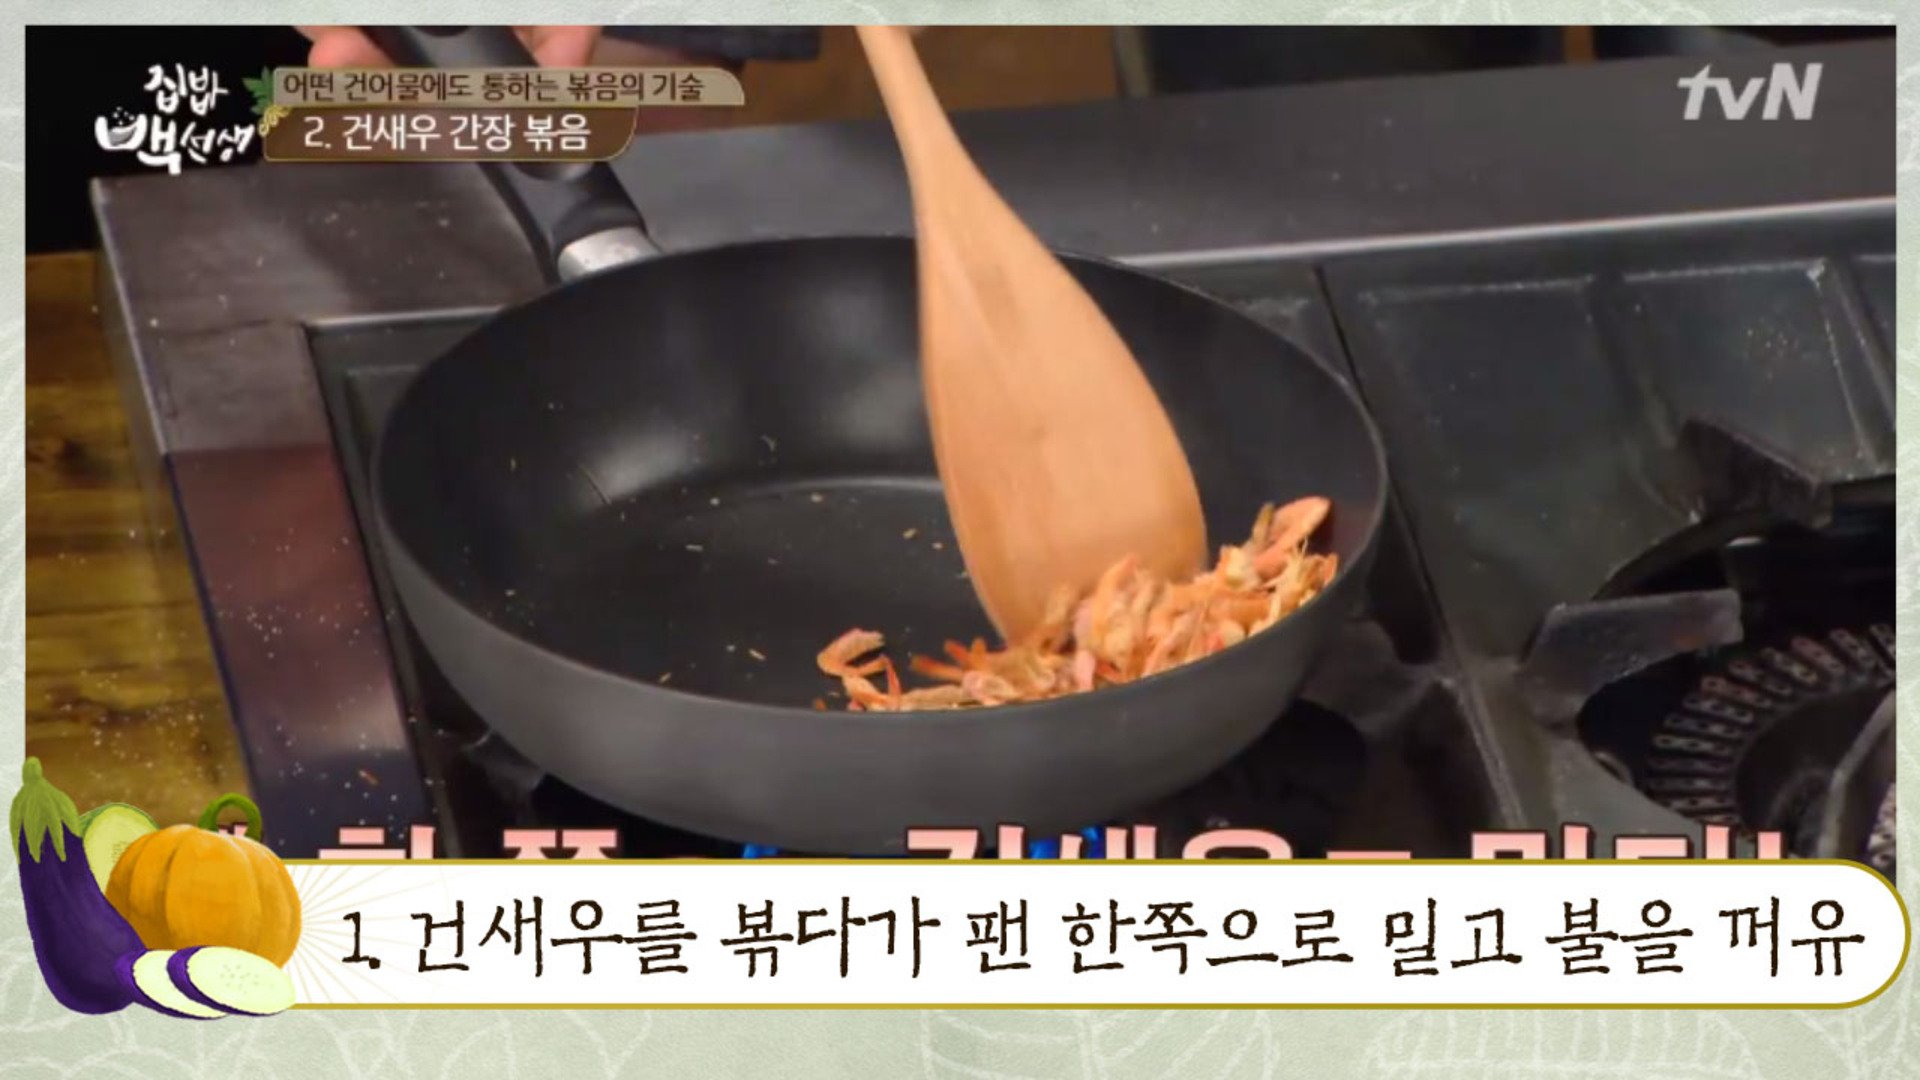 집밥
백선생
어떤 건어물에도 통하는 볶음의 기술
2. 건새우 간장 볶음
tvN
1. 건새우를 볶다가 팬 한쪽으로 밀고 불을 꺼유